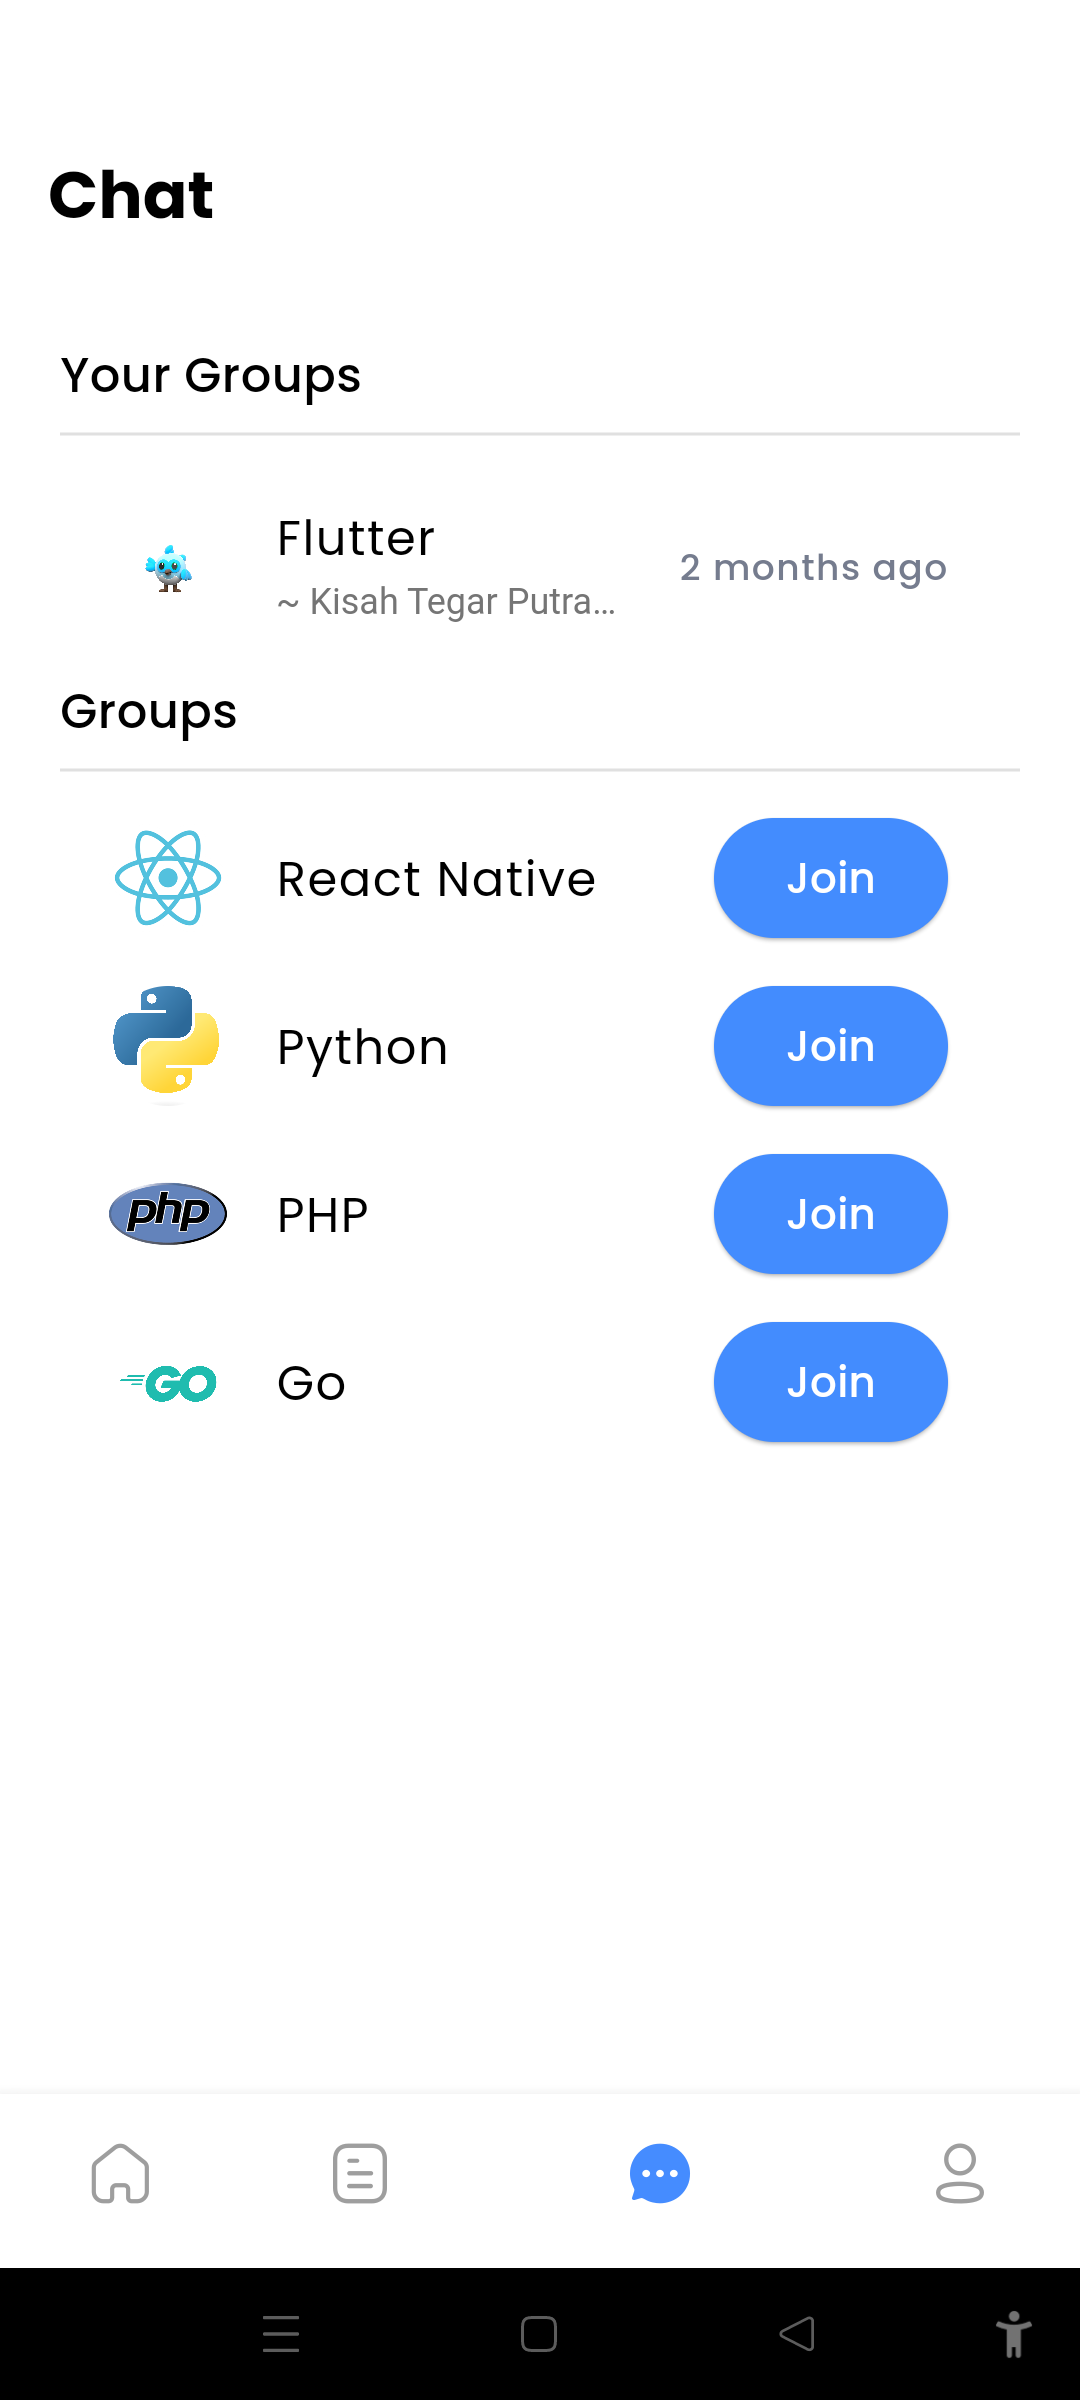 Chat
Your Groups
Flutter
2 months ago
~ Kisah Tegar Putra...
Groups
React Native
Join
Python
Join
php
PHP
Join
GO
Go
Join